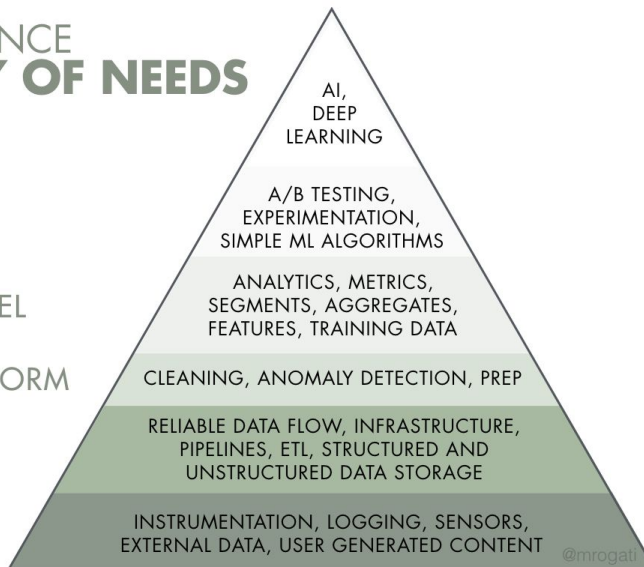 NCE
OF NEEDS
AI,
DEEP
LEARNING
A/B TESTING,
EXPERIMENTATION,
SIMPLE ML ALGORITHMS
EL
ANALYTICS, METRICS,
SEGMENTS, AGGREGATES,
FEATURES, TRAINING DATA
ORM
CLEANING, ANOMALY DETECTION, PREP
RELIABLE DATA FLOW, INFRASTRUCTURE,
PIPELINES, ETL, STRUCTURED AND
UNSTRUCTURED DATA STORAGE
INSTRUMENTATION, LOGGING, SENSORS,
EXTERNAL DATA, USER GENERATED CONTENT
@mrogati